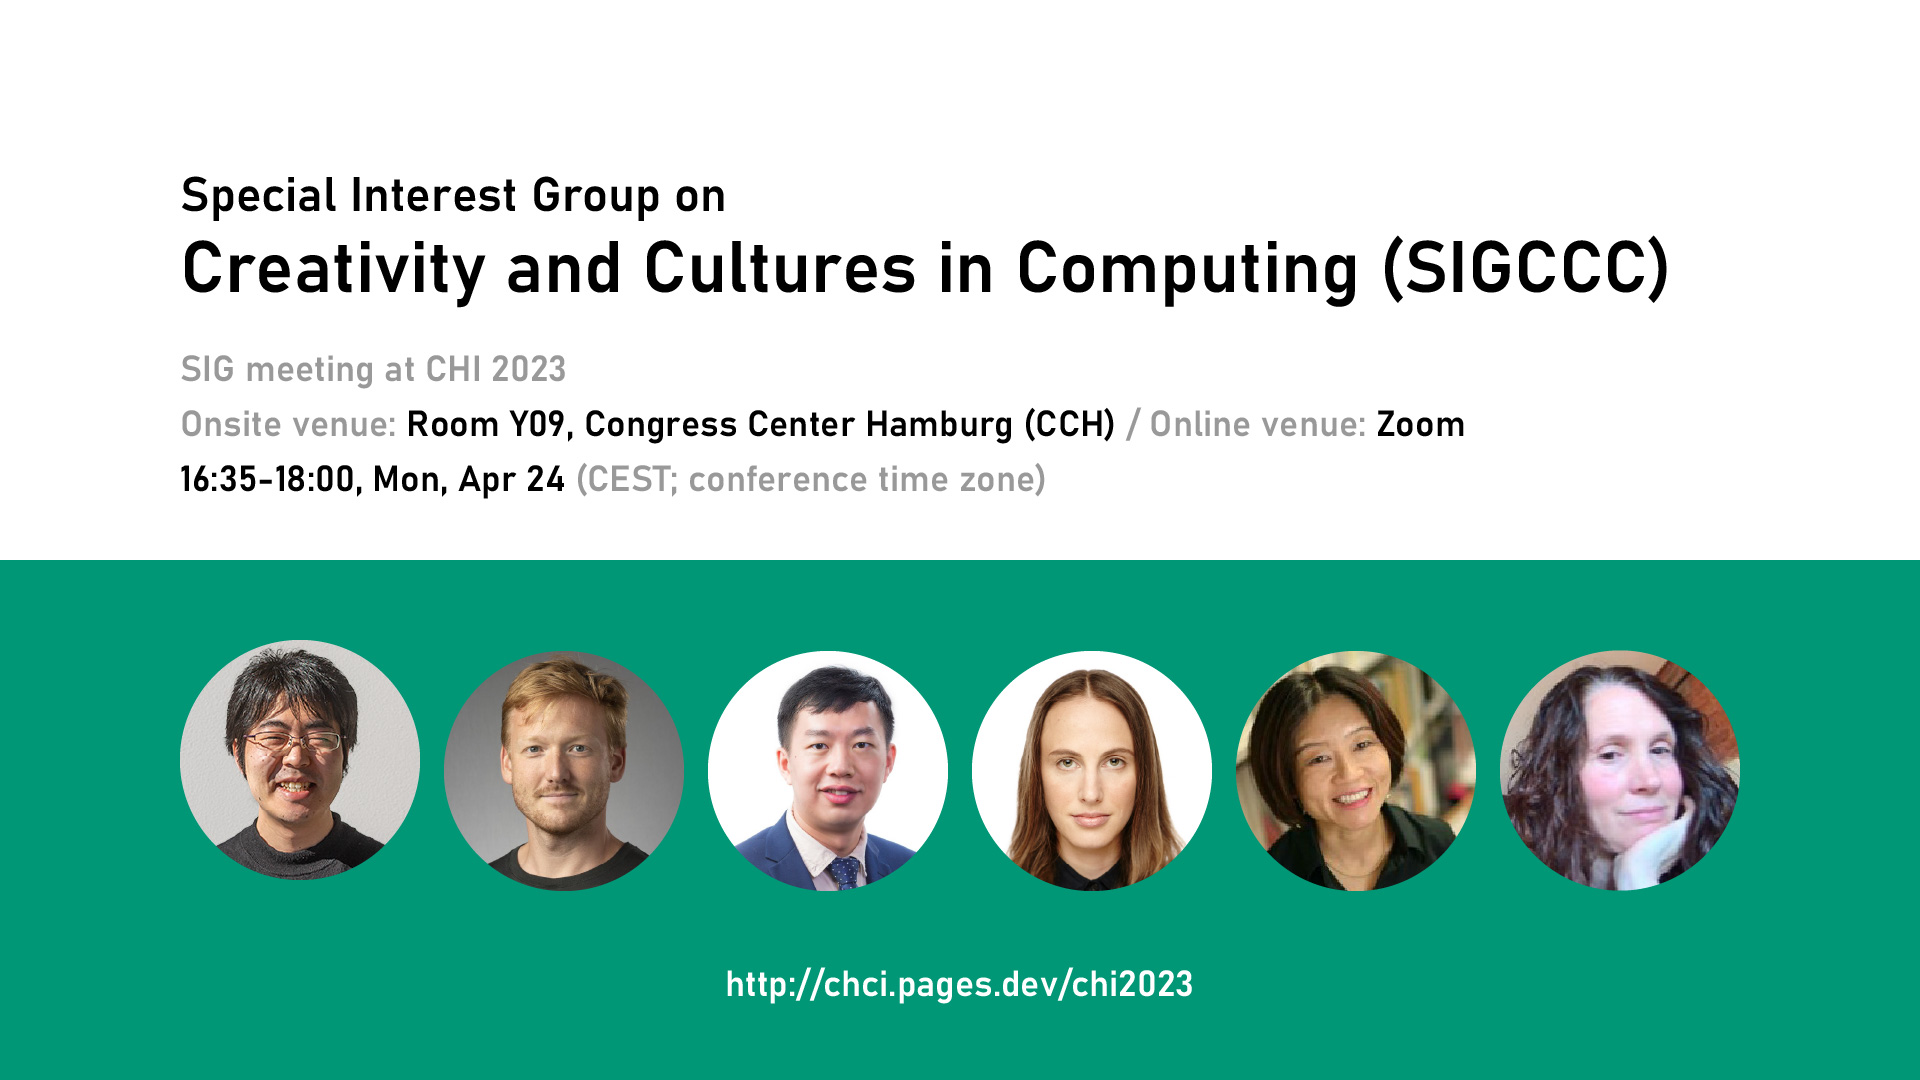 Special Interest Group on
Creativity and Cultures in Computing (SIGCCC)
SIG meeting at CHI 2023
Onsite venue: Room Y09, Congress Center Hamburg (CCH) / Online venue: Zoom
16:35-18:00, Mon, Apr 24 (CEST; conference time zone)
http://chci.pages.dev/chi2023